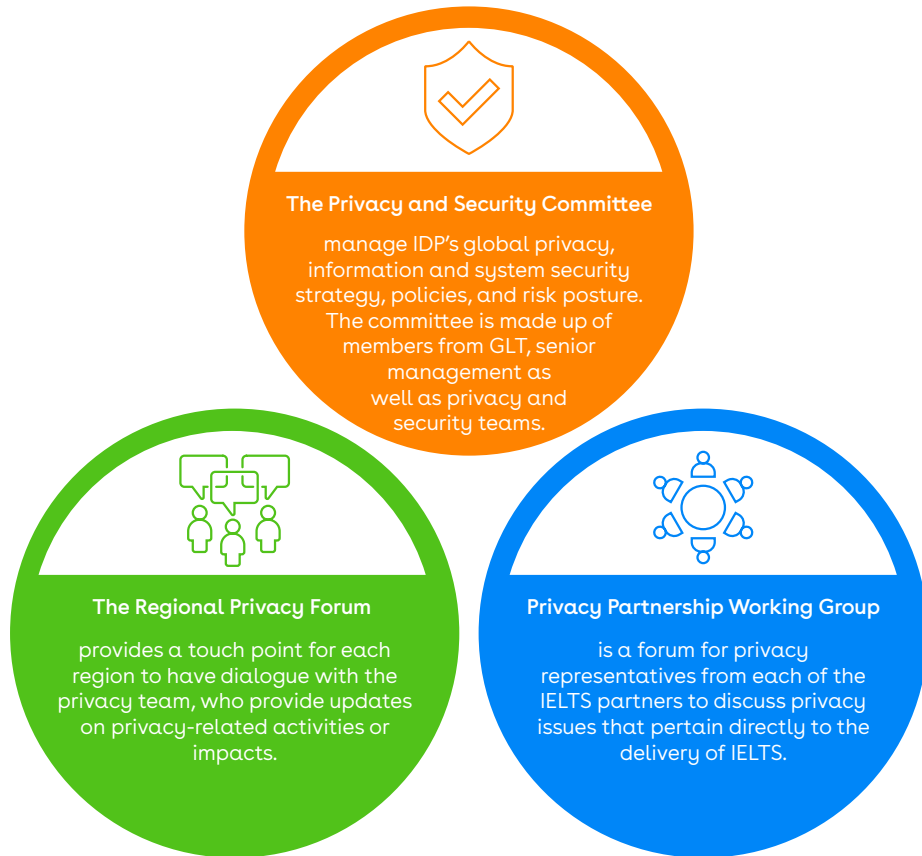 The Privacy and Security Committee
manage IDP's global privacy,
information and system security
strategy, policies, and risk posture.
The committee is made up of
members from GLT, senior
management as
well as privacy and
security teams.
The Regional Privacy Forum
provides a touch point for each
region to have dialogue with the
privacy team, who provide updates
on privacy-related activities or
impacts.
Privacy Partnership Working Group
is a forum for privacy
representatives from each of the
IELTS partners to discuss privacy
issues that pertain directly to the
delivery of IELTS.